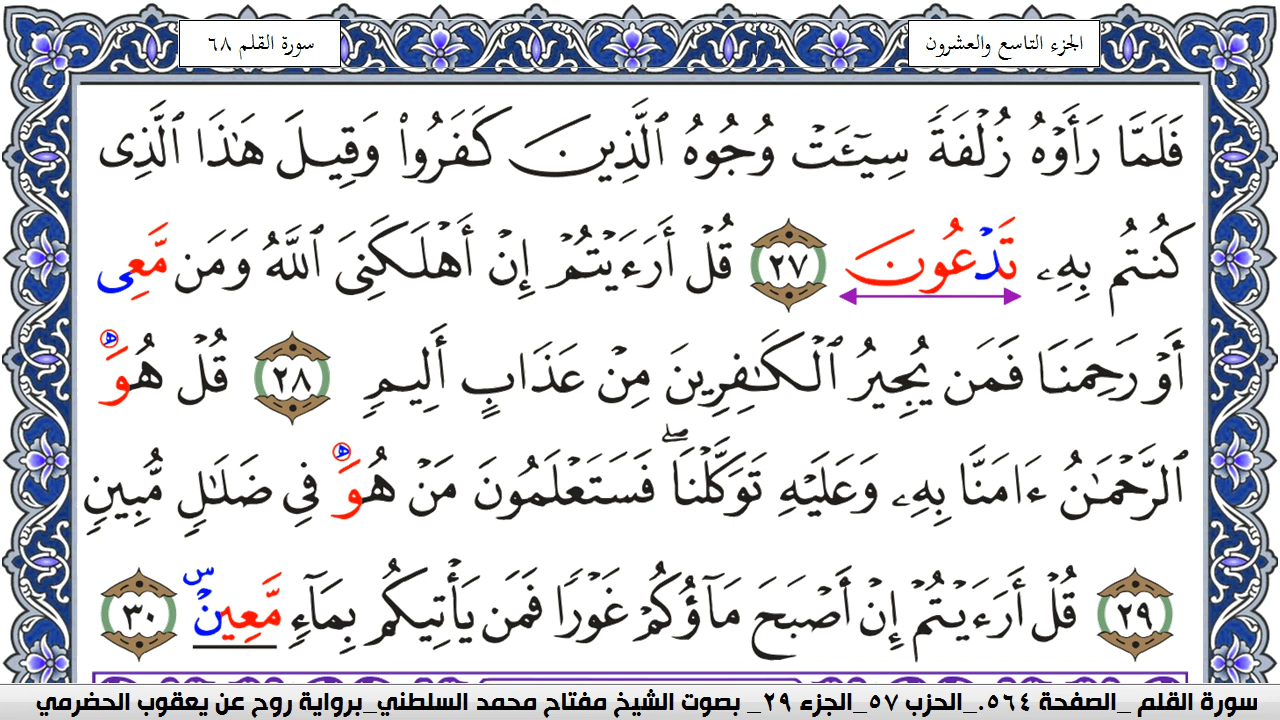 الجزء التاسع والعشرون
سورة القلم ٦٨
فَلَمَّا رَأَوْهُ زُلْفَةً سِيٓـَٔتْ وُجُوهُ ٱلَّذِينَ كَفَرُوا۟ وَقِيلَ هَٰذَا ٱلَّذِى
كُنتُم بِهِۦ تَدْعُونَ ٢٧ قُلْ أَرَءَيْتُمْ إِنْ أَهْلَكَنِىَ ٱللَّهُ وَمَن مَّعِى
أَوْ رَحِمَنَا فَمَن يُجِيرُ ٱلْكَٰفِرِينَ مِنْ عَذَابٍ أَلِيمٍ ٢٨ قُلْ هُوَ ه
ٱلرَّحْمَٰنُ ءَامَنَّا بِهِۦ وَعَلَيْهِ تَوَكَّلْنَا ۖ فَسَتَعْلَمُونَ مَنْ هُوَ ه فِى ضَلَٰلٍ مُّبِينٍ
٢٩ قُلْ أَرَءَيْتُمْ إِنْ أَصْبَحَ مَآؤُكُمْ غَوْرًا فَمَن يَأْتِيكُم بِمَآءٍ مَّعِينٍ س ٣٠
سورة القلم _الصفحة ٥٦٤._الحزب ٥٧_الجزء ٢٩_ بصوت الشيخ مفتاح محمد السلطني_برواية روح عن يعقوب الحضرمي